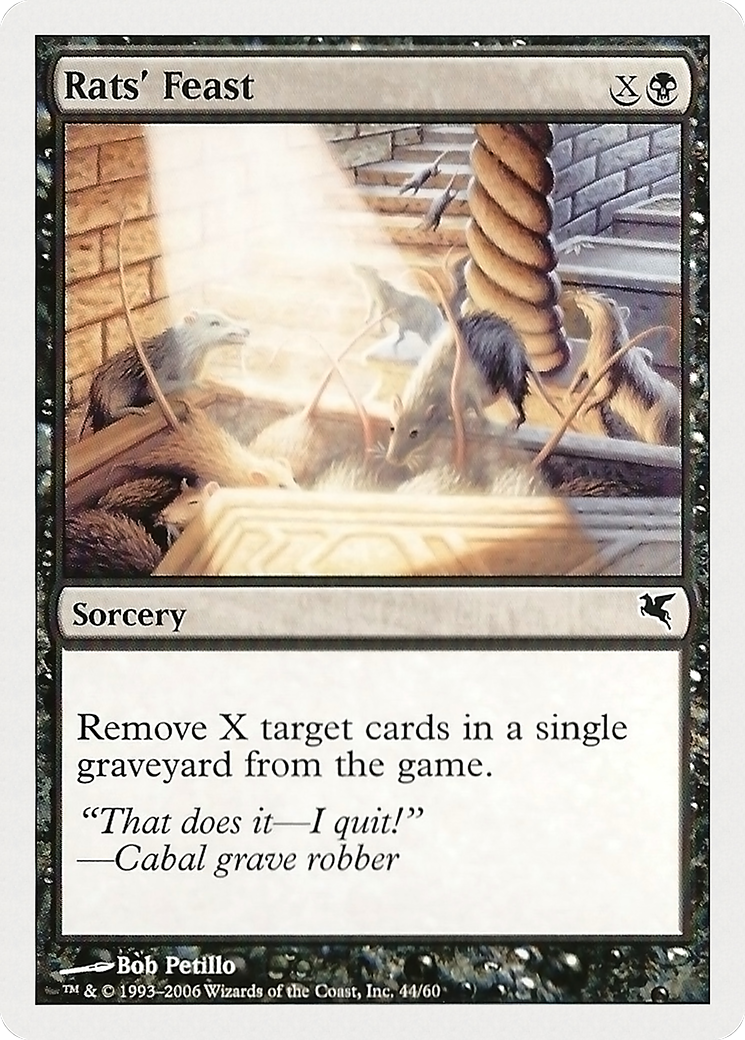 Rats' Feast X
Sorcery
Remove X target cards in a single
graveyard from the game.
“That does it—I quit!”
—Cabal grave robber
Bob Petillo
™ & © 1993–2006 Wizards of the Coast, Inc. 44/60